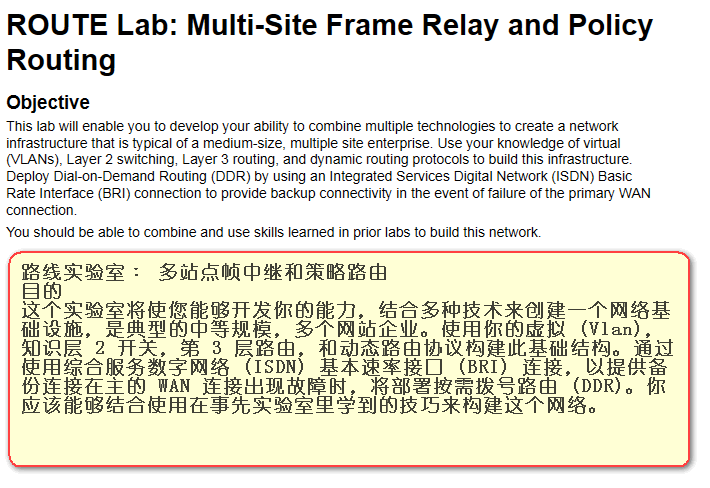 ROUTE Lab: Multi-Site Frame Relay and Policy
Routing
Objective
This lab will enable you to develop your ability to combine multiple technologies to create a network
infrastructure that is typical of a medium-size, multiple site enterprise. Use your knowledge of virtual
(VLANs), Layer 2 switching, Layer 3 routing, and dynamic routing protocols to build this infrastructure.
Deploy Dial-on-Demand Routing (DDR) by using an Integrated Services Digital Network (ISDN) Basic
Rate Interface (BRI) connection to provide backup connectivity in the event of failure of the primary WAN
connection.
You should be able to combine and use skills learned in prior labs to build this network.
路线实验室： 多站点帧中继和策略路由
目的
这个实验室将使您能够开发你的能力，结合多种技术来创建一个网络基
础设施，是典型的中等规模，多个网站企业。使用你的虚拟 (Vlan)，
知识层 2 开关，第 3 层路由，和动态路由协议构建此基础结构。通过
使用综合服务数字网络 (ISDN) 基本速率接口 (BRI) 连接，以提供备
份连接在主的 WAN 连接出现故障时，将部署按需拨号路由 (DDR)。你
应该能够结合使用在事先实验室里学到的技巧来构建这个网络。